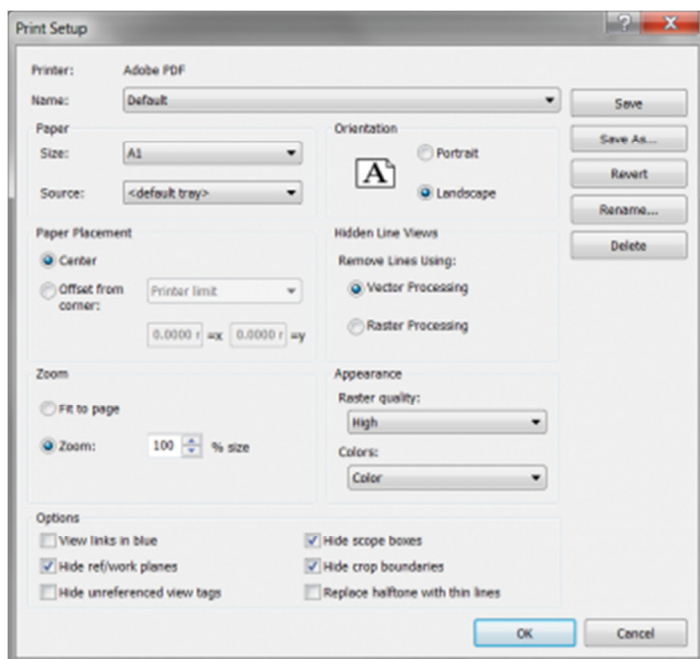 Print Setup
Printer: Adobe PDF
Name: Default
Save
Paper
Orientation
Save As...
Size: A1
Portrait
Revert
Source: <default tray>
A
Landscape
Rename...
Delete
Paper Placement
Hidden Line Views
Center
Remove Lines Using:
Offset from corner:
Printer limit
Vector Processing
0.0000 r =x 0.0000 r =y
Raster Processing
Zoom
Appearance
Fit to page
Raster quality:
High
Zoom: 100 % size
Colors:
Color
Options
View links in blue
Hide scope boxes
Hide ref/work planes
Hide crop boundaries
Hide unreferenced view tags
Replace halftone with thin lines
OK
Cancel